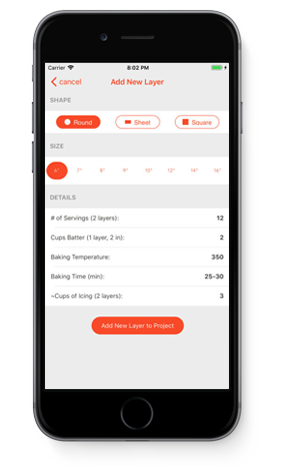 Carrier 8:02 PM
cancel Add New Layer
SHAPE
Round Sheet Square
SIZE
6" 7" 8" 9" 10" 12" 14" 16"
DETAILS
# of Servings (2 layers): 12
Cups Batter (1 layer, 2 in): 2
Baking Temperature: 350
Baking Time (min): 25-30
~Cups of Icing (2 layers): 3
Add New Layer to Project